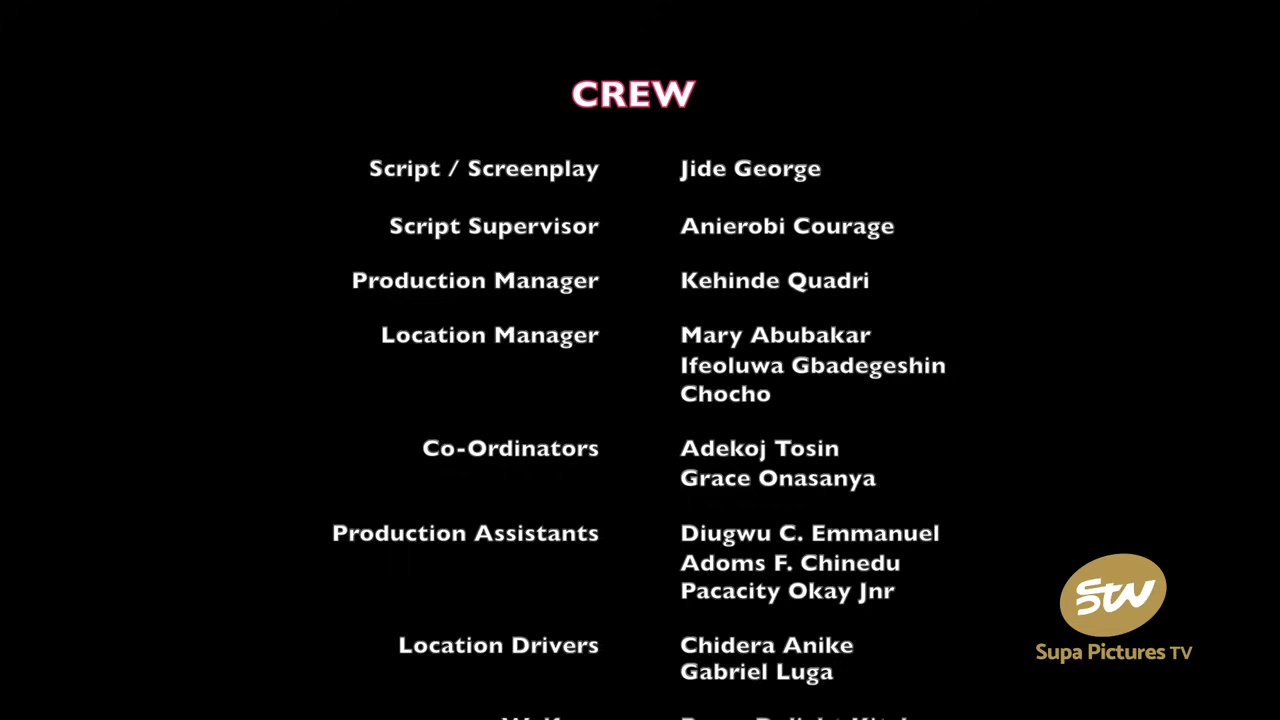 CREW
Script / Screenplay Jide George
Script Supervisor Anierobi Courage
Production Manager Kehinde Quadri
Location Manager Mary Abubakar
Ifeoluwa Gbadegeshin
Chocho
Co-Ordinators Adekoj Tosin
Grace Onasanya
Production Assistants Diugwu C. Emmanuel
Adoms F. Chinedu
Pacacity Okay Jnr
Location Drivers Chidera Anike
Gabriel Luga
stv
Supa Pictures TV